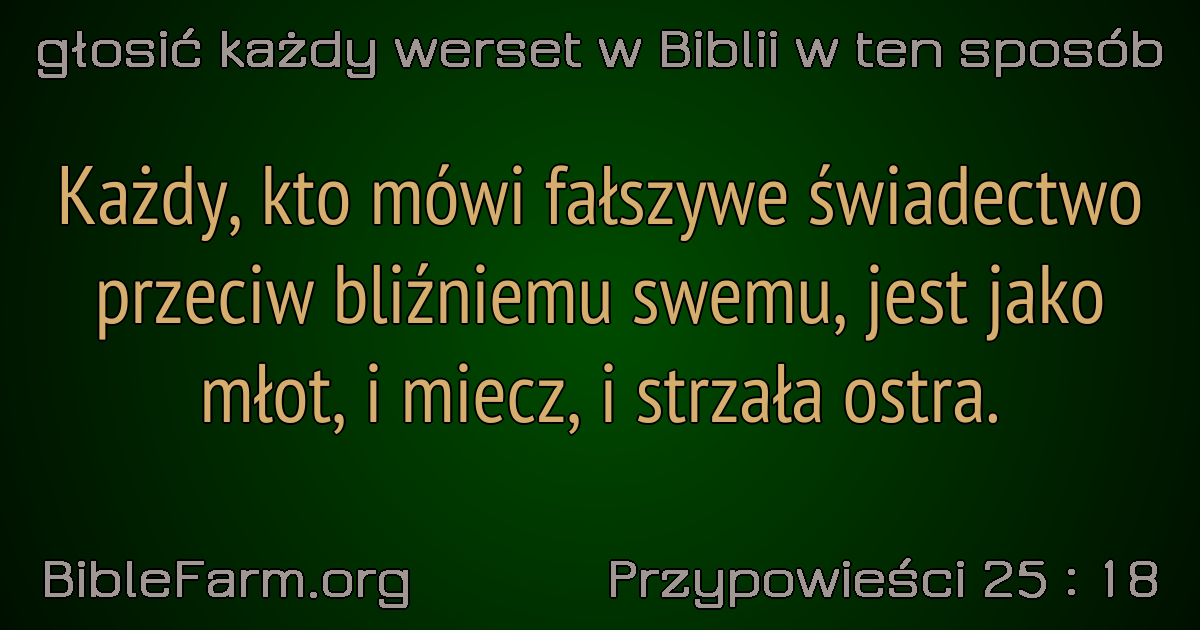 głosić każdy werset w Biblii w ten sposób
Każdy, kto mówi fałszywe świadectwo
przeciw bliźniemu swemu, jest jako
młot, i miecz, i strzała ostra.
BibleFarm.org
Przypowieści 25 : 18